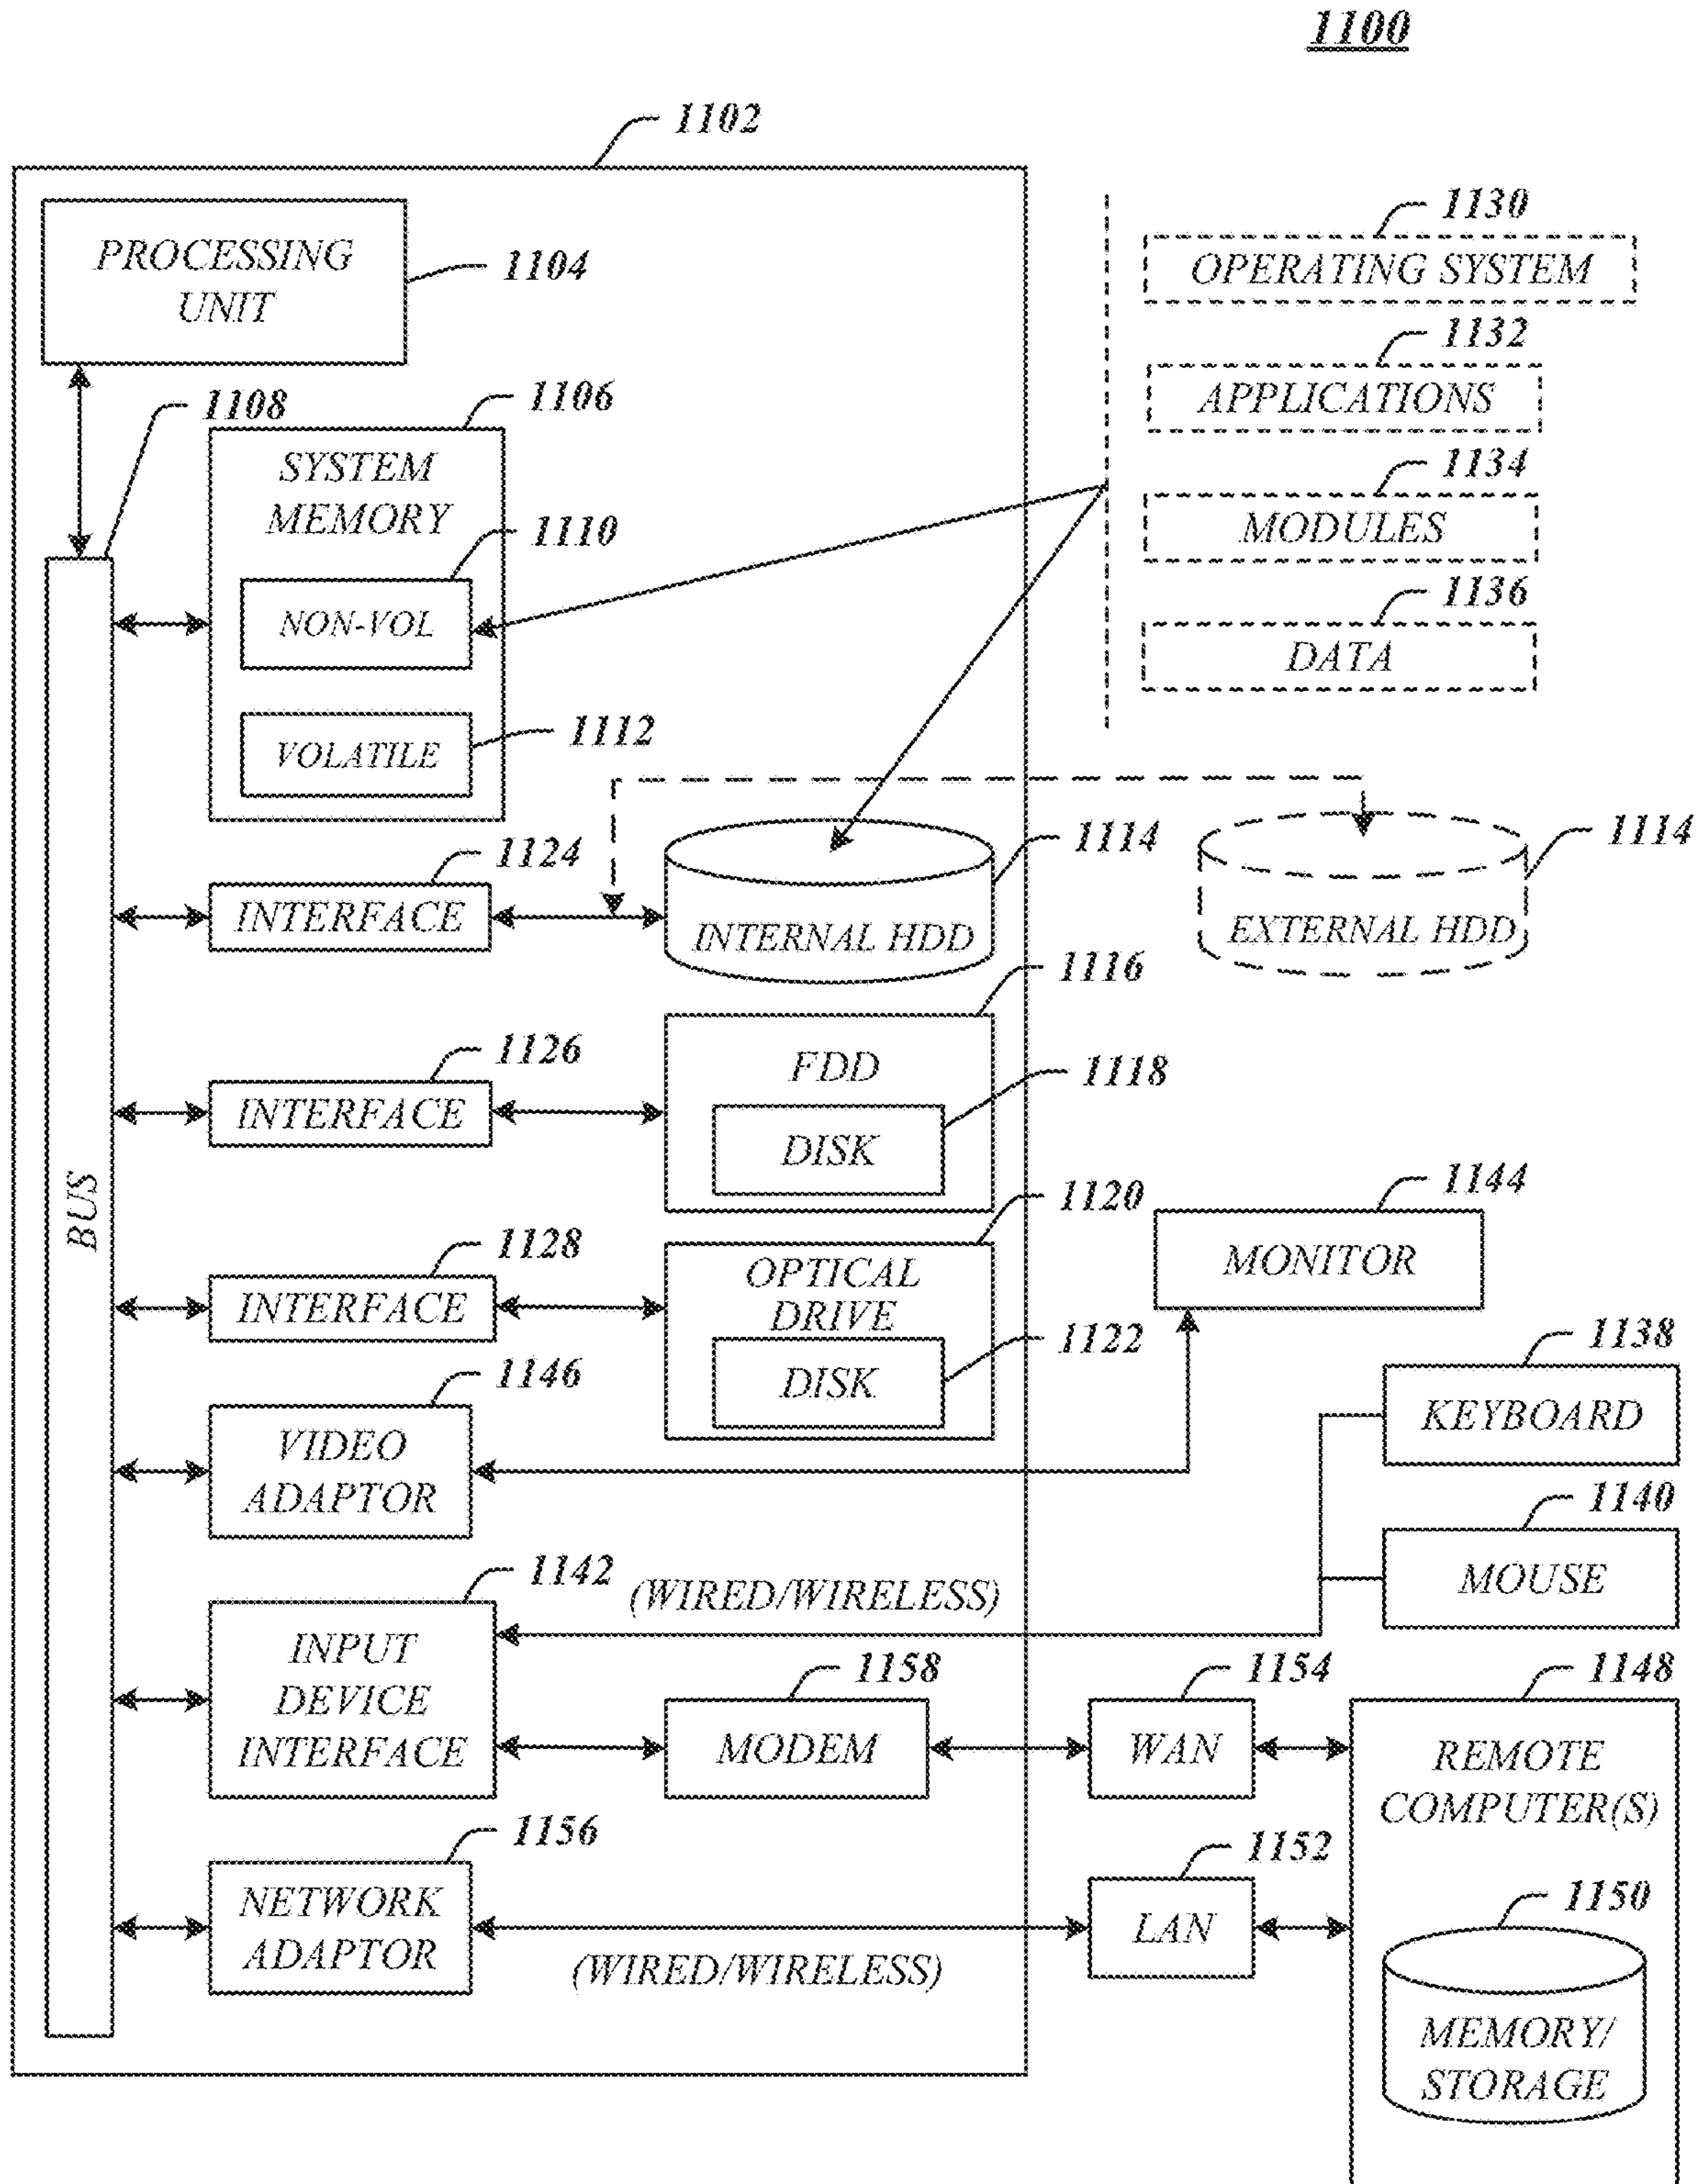 1100
1102
PROCESSING
UNIT
1104
1130
OPERATING SYSTEM
1132
APPLICATIONS
1134
MODULES
1136
DATA
1108
1106
SYSTEM
MEMORY
1110
NON-VOL
1112
VOLATILE
BUS
1124
INTERFACE
1114
INTERNAL HDD
1114
EXTERNAL HDD
1126
INTERFACE
1116
FDD
1118
DISK
1128
INTERFACE
1120
OPTICAL
DRIVE
1122
DISK
1144
MONITOR
1146
VIDEO
ADAPTOR
1138
KEYBOARD
1140
MOUSE
1142
INPUT
DEVICE
INTERFACE
(WIRED/WIRELESS)
1158
MODEM
1154
WAN
1148
REMOTE
COMPUTER(S)
1156
NETWORK
ADAPTOR
(WIRED/WIRELESS)
1152
LAN
1150
MEMORY/
STORAGE